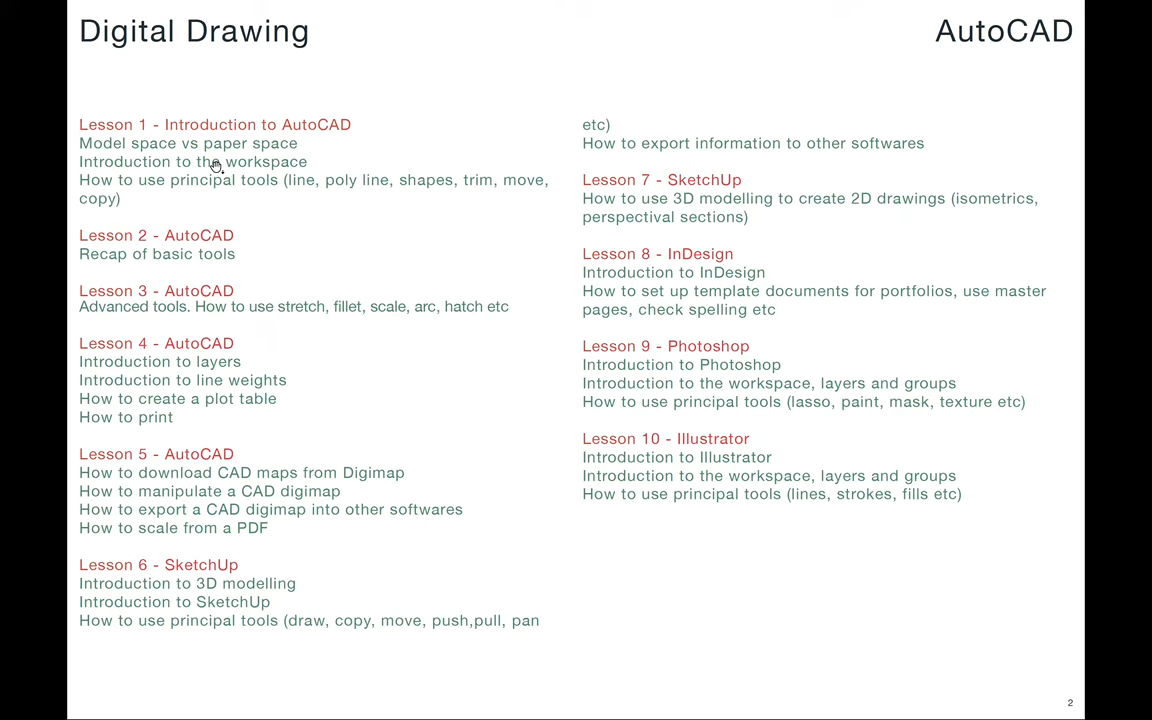 Digital Drawing
AutoCAD
Lesson 1 - Introduction to AutoCAD
Model space vs paper space
Introduction to the workspace
How to use principal tools (line, poly line, shapes, trim, move,
copy)
Lesson 2 - AutoCAD
Recap of basic tools
Lesson 3 - AutoCAD
Advanced tools. How to use stretch, fillet, scale, arc, hatch etc
Lesson 4 - AutoCAD
Introduction to layers
Introduction to line weights
How to create a plot table
How to print
Lesson 5 - AutoCAD
How to download CAD maps from Digimap
How to manipulate a CAD digimap
How to export a CAD digimap into other softwares
How to scale from a PDF
Lesson 6 - SketchUp
Introduction to 3D modelling
Introduction to SketchUp
How to use principal tools (draw, copy, move, push,pull, pan
etc)
How to export information to other softwares
Lesson 7 - SketchUp
How to use 3D modelling to create 2D drawings (isometrics,
perspectival sections)
Lesson 8 - InDesign
Introduction to InDesign
How to set up template documents for portfolios, use master
pages, check spelling etc
Lesson 9 - Photoshop
Introduction to Photoshop
Introduction to the workspace, layers and groups
How to use principal tools (lasso, paint, mask, texture etc)
Lesson 10 - Illustrator
Introduction to Illustrator
Introduction to the workspace, layers and groups
How to use principal tools (lines, strokes, fills etc)
2